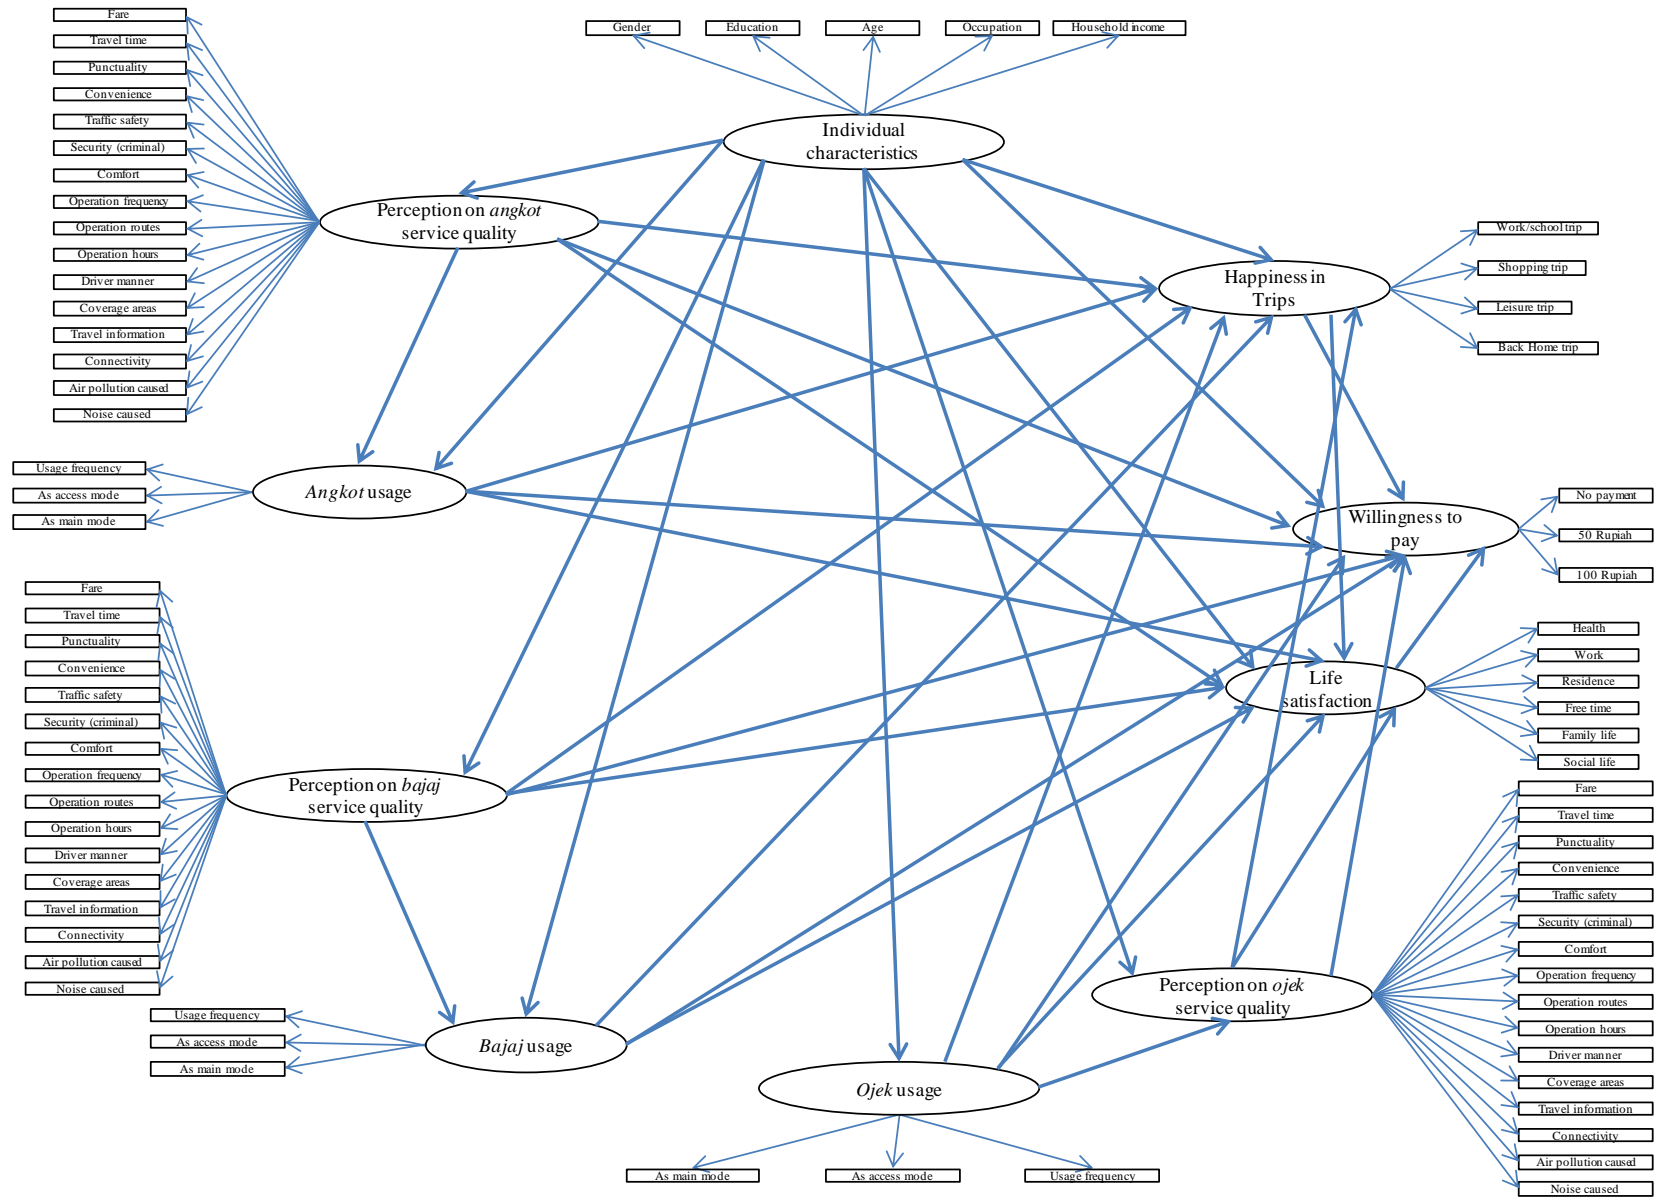 Fare
Travel time
Punctuality
Convenience
Traffic safety
Security (criminal)
Comfort
Operation frequency
Operation routes
Operation hours
Driver manner
Coverage areas
Travel information
Connectivity
Air pollution caused
Noise caused
Gender
Education
Age
Occupation
Household income
Individual
characteristics
Perception on angkot
service quality
Happiness in
Trips
Work/school trip
Shopping trip
Leisure trip
Back Home trip
Usage frequency
As access mode
As main mode
Angkot usage
Willingness to
pay
No payment
50 Rupiah
100 Rupiah
Life
satisfaction
Health
Work
Residence
Free time
Family life
Social life
Fare
Travel time
Punctuality
Convenience
Traffic safety
Security (criminal)
Comfort
Operation frequency
Operation routes
Operation hours
Driver manner
Coverage areas
Travel information
Connectivity
Air pollution caused
Noise caused
Perception on bajaj
service quality
Usage frequency
As access mode
As main mode
Bajaj usage
Ojek usage
As main mode
As access mode
Usage frequency
Perception on ojek
service quality
Fare
Travel time
Punctuality
Convenience
Traffic safety
Security (criminal)
Comfort
Operation frequency
Operation routes
Operation hours
Driver manner
Coverage areas
Travel information
Connectivity
Air pollution caused
Noise caused